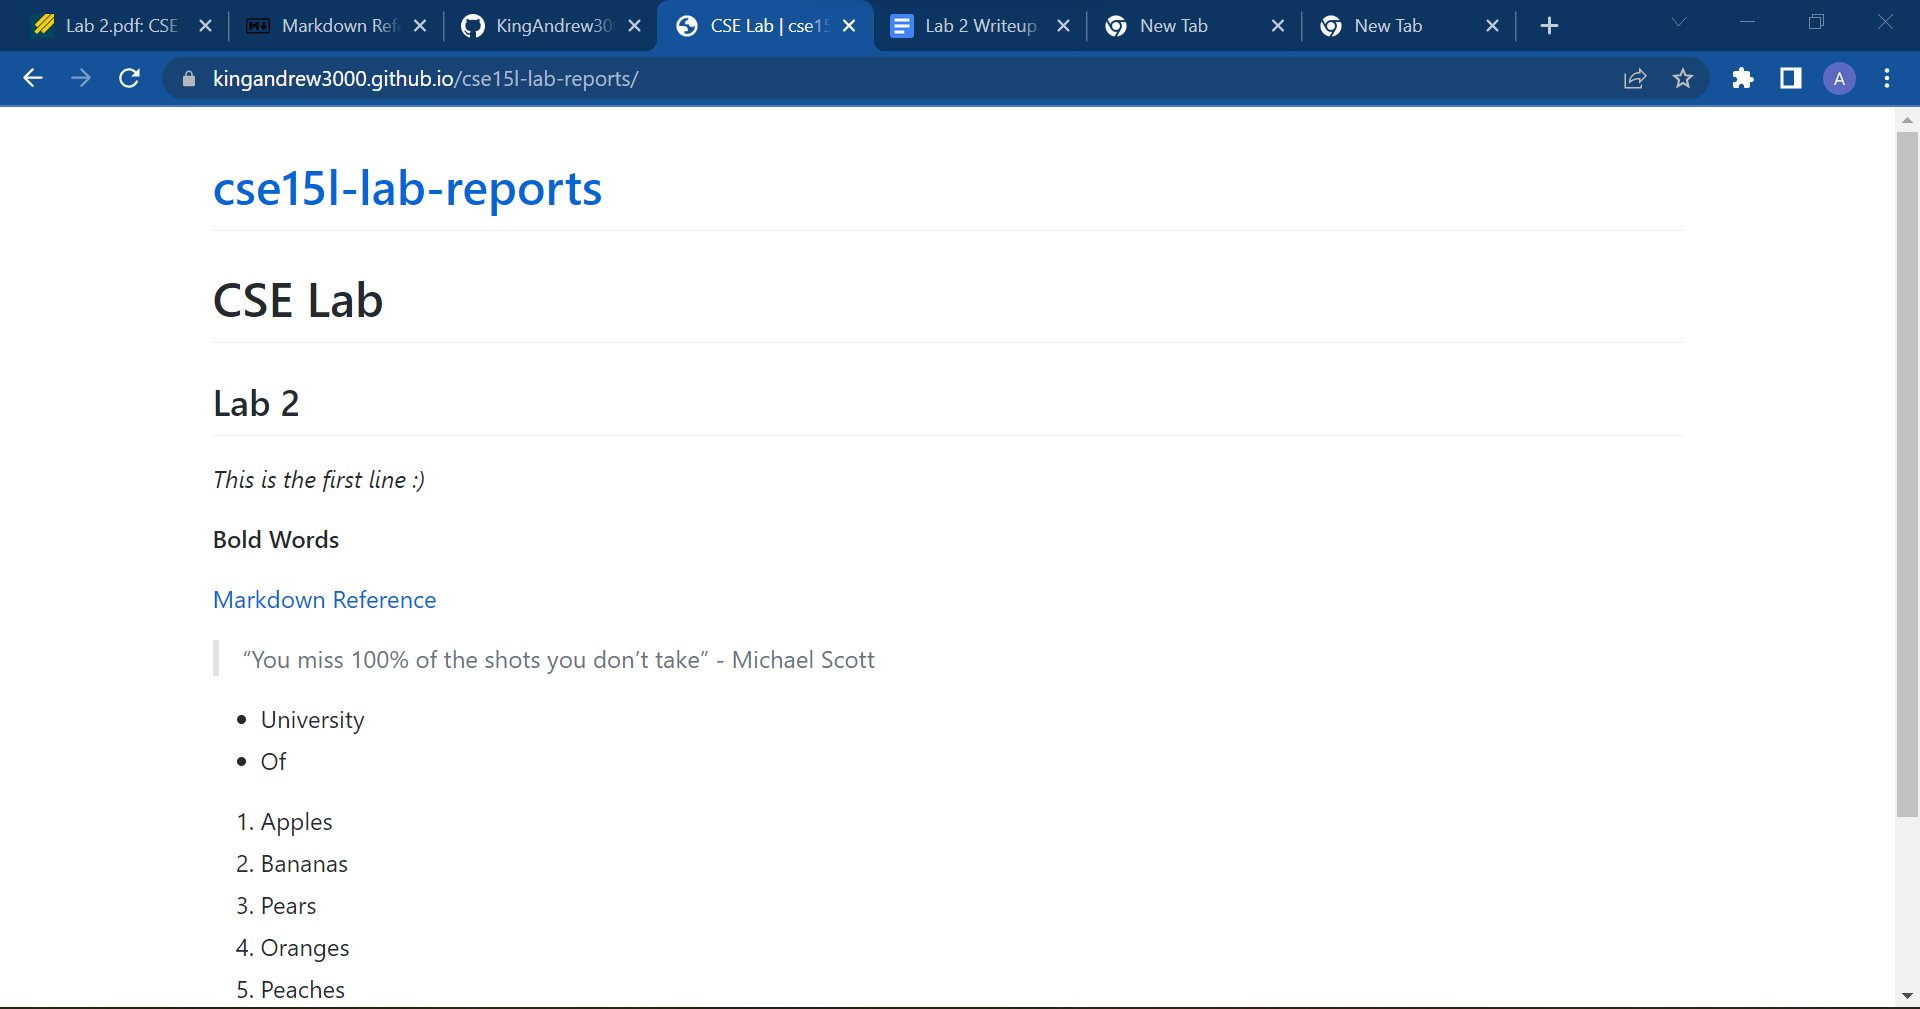 Lab 2.pdf: CSE
Markdown Ref
KingAndrew30
CSE Lab | cse15
Lab 2 Writeup
New Tab
New Tab
kingandrew3000.github.io/cse15l-lab-reports/
A
cse15l-lab-reports
CSE Lab
Lab 2
This is the first line :)
Bold Words
Markdown Reference
“You miss 100% of the shots you don’t take” - Michael Scott
• University
• Of
1. Apples
2. Bananas
3. Pears
4. Oranges
5. Peaches